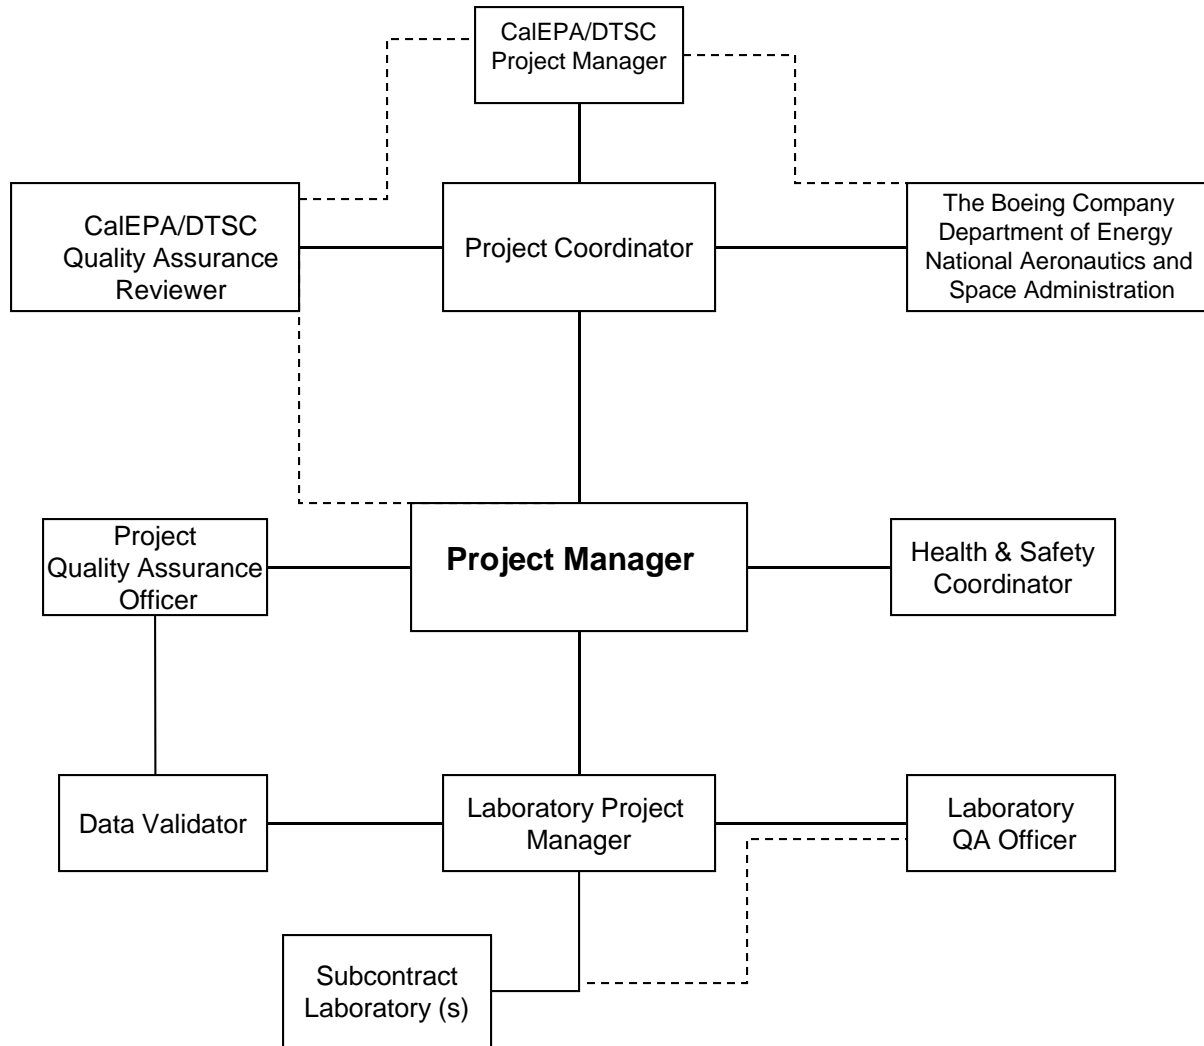 CalEPA/DTSC
Project Manager
CalEPA/DTSC
Quality Assurance
Reviewer
Project Coordinator
The Boeing Company
Department of Energy
National Aeronautics and
Space Administration
Project
Quality Assurance
Officer
Project Manager
Health & Safety
Coordinator
Data Validator
Laboratory Project
Manager
Laboratory
QA Officer
Subcontract
Laboratory (s)